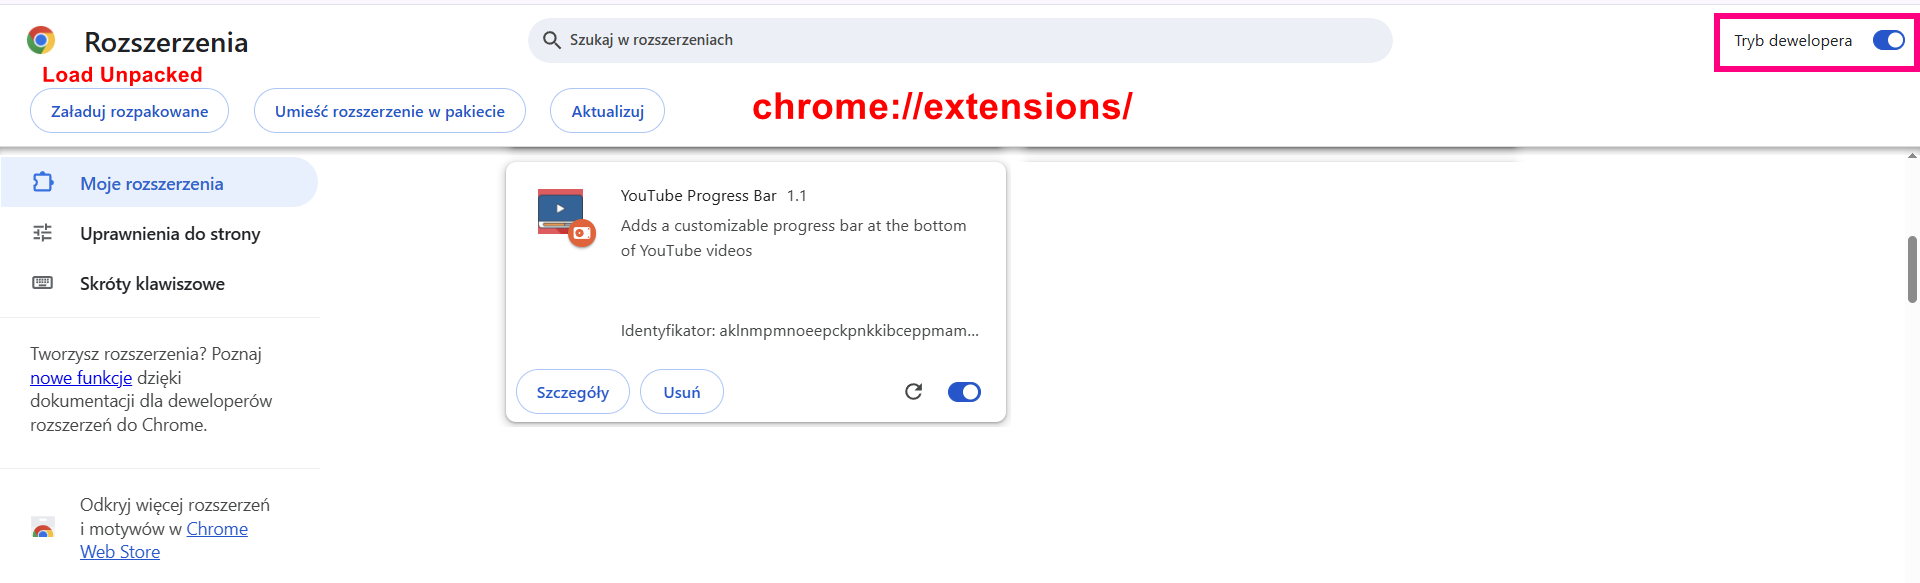 Rozszerzenia
Szukaj w rozszerzeniach
Tryb dewelopera
Load Unpacked
Załaduj rozpakowane
Umieść rozszerzenie w pakiecie
Aktualizuj
chrome://extensions/
Moje rozszerzenia
Uprawnienia do strony
Skróty klawiszowe
Tworzysz rozszerzenia? Poznaj
nowe funkcje dzięki
dokumentacji dla deweloperów
rozszerzeń do Chrome.
Odkryj więcej rozszerzeń
i motywów w Chrome
Web Store
YouTube Progress Bar 1.1
Adds a customizable progress bar at the bottom
of YouTube videos
Identyfikator: aklnmpmnoeepckpnkkibceppmam...
Szczegóły
Usuń